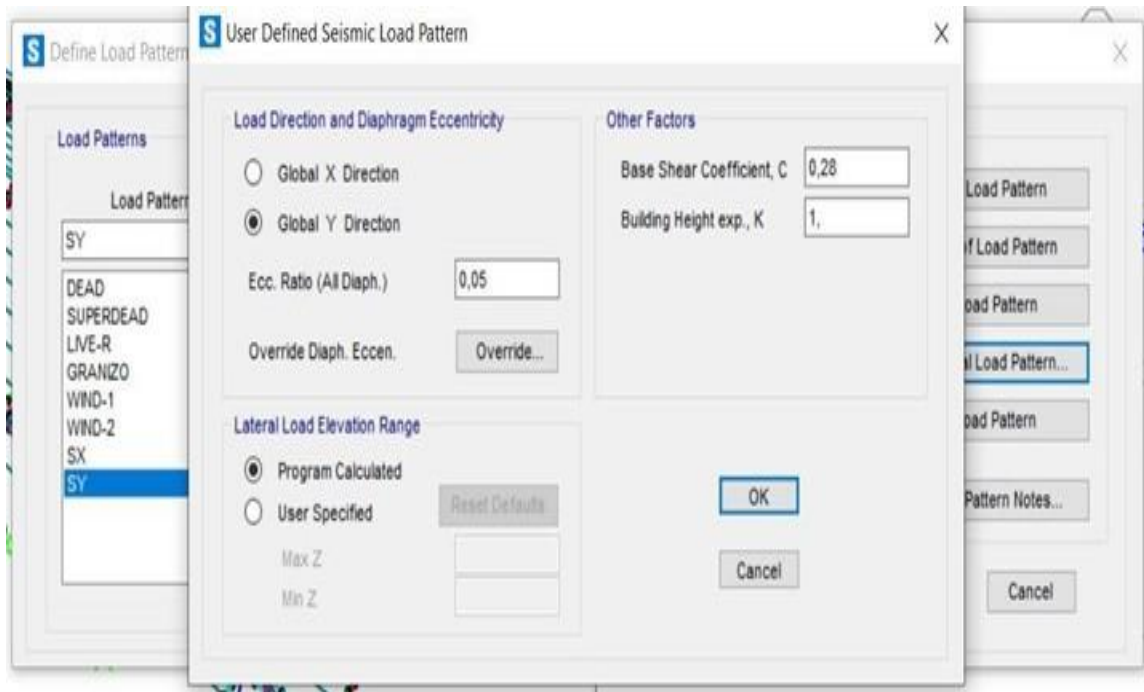 S Define Load Pattern
S User Defined Seismic Load Pattern
X
X
Load Patterns
Load Pattern
SY
DEAD
SUPERDEAD
LIVE-R
GRANIZO
WIND-1
WIND-2
SX
SY
Load Direction and Diaphragm Eccentricity
Global X Direction
Global Y Direction
Ecc. Ratio (All Diaph.)
0,05
Override Diaph. Eccen.
Override...
Lateral Load Elevation Range
Program Calculated
User Specified
Reset Defaults
Max Z
Min Z
Other Factors
Base Shear Coefficient, C
0,28
Building Height exp., K
1,
OK
Cancel
Load Pattern
of Load Pattern
oad Pattern
al Load Pattern...
oad Pattern
Pattern Notes...
Cancel